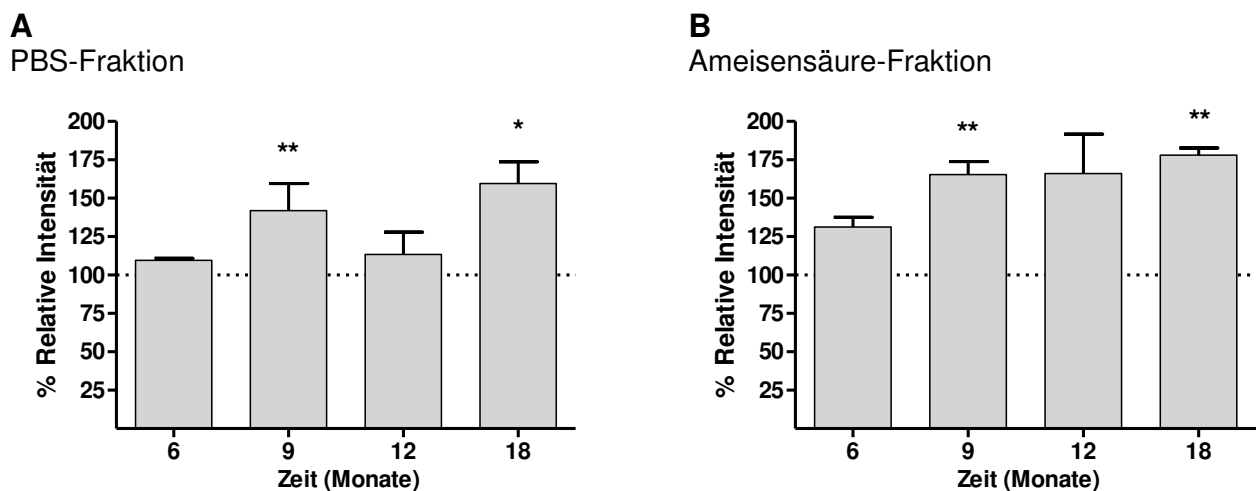 A
PBS-Fraktion
% Relative Intensität
200
175
150
125
100
75
50
25
**
*
6 9 12 18
Zeit (Monate)
B
Ameisensäure-Fraktion
% Relative Intensität
200
175
150
125
100
75
50
25
**
**
6 9 12 18
Zeit (Monate)